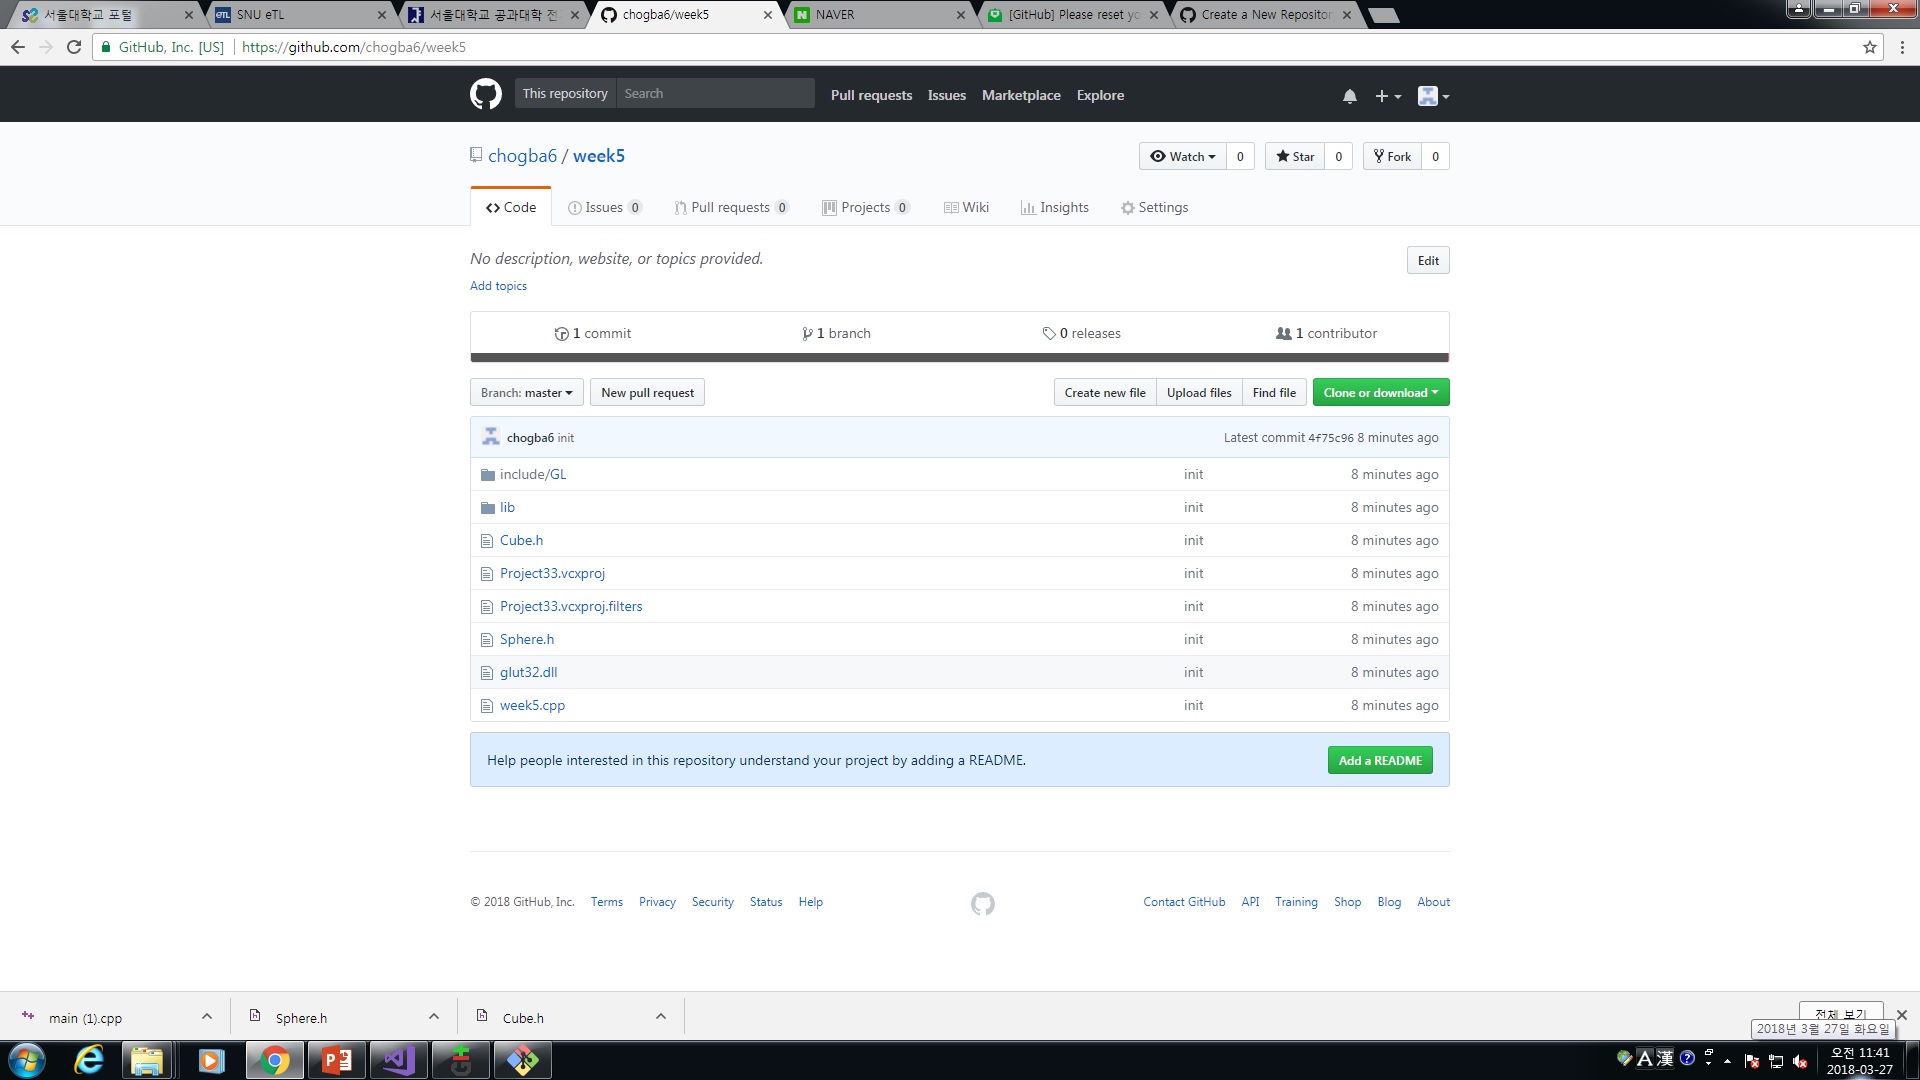 서울대학교 포털
SNU eTL
서울대학교 공과대학 전
chogba6/week5
NAVER
[GitHub] Please reset yo
Create a New Repositor
GitHub, Inc. [US]
https://github.com/chogba6/week5
This repository
Search
Pull requests
Issues
Marketplace
Explore
chogba6 / week5
Watch
0
Star
0
Fork
0
Code
Issues 0
Pull requests 0
Projects 0
Wiki
Insights
Settings
No description, website, or topics provided.
Edit
Add topics
1 commit
1 branch
0 releases
1 contributor
Branch: master
New pull request
Create new file
Upload files
Find file
Clone or download
chogba6 init
Latest commit 4f75c96 8 minutes ago
include/GL
init
8 minutes ago
lib
init
8 minutes ago
Cube.h
init
8 minutes ago
Project33.vcxproj
init
8 minutes ago
Project33.vcxproj.filters
init
8 minutes ago
Sphere.h
init
8 minutes ago
glut32.dll
init
8 minutes ago
week5.cpp
init
8 minutes ago
Help people interested in this repository understand your project by adding a README.
Add a README
© 2018 GitHub, Inc.
Terms
Privacy
Security
Status
Help
Contact GitHub
API
Training
Shop
Blog
About
main (1).cpp
Sphere.h
Cube.h
전체 보기
2018년 3월 27일 화요일
A 漢
오전 11:41
2018-03-27